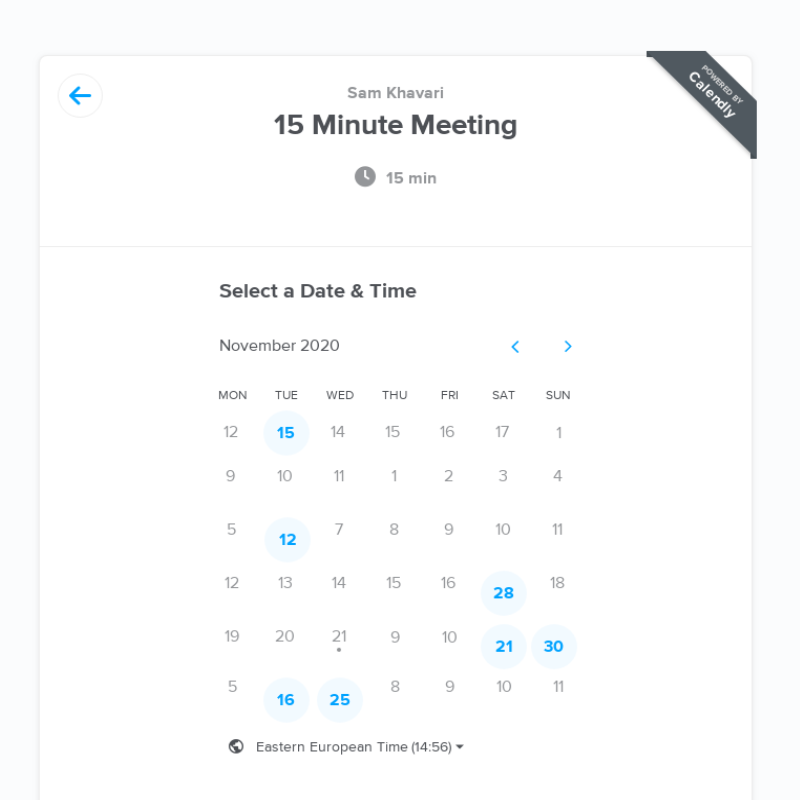 POWERED BY
Calendly
Sam Khavari
15 Minute Meeting
15 min
Select a Date & Time
November 2020
MON TUE WED THU FRI SAT SUN
12 15 14 15 16 17 1
9 10 11 1 2 3 4
5 12 7 8 9 10 11
12 13 14 15 16 28 18
19 20 21 9 10 21 30
5 16 25 8 9 10 11
Eastern European Time (14:56)